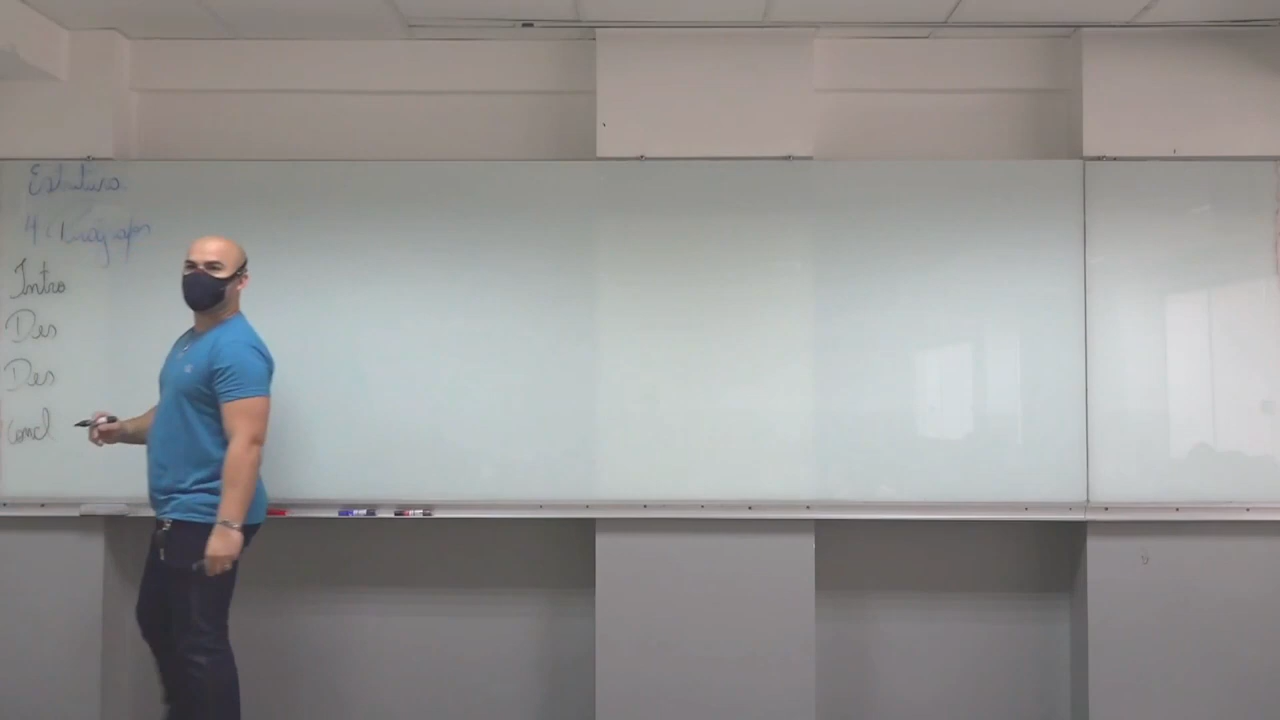 Estrutura
4 Parágrafos
Intro
Des
Des
Concl